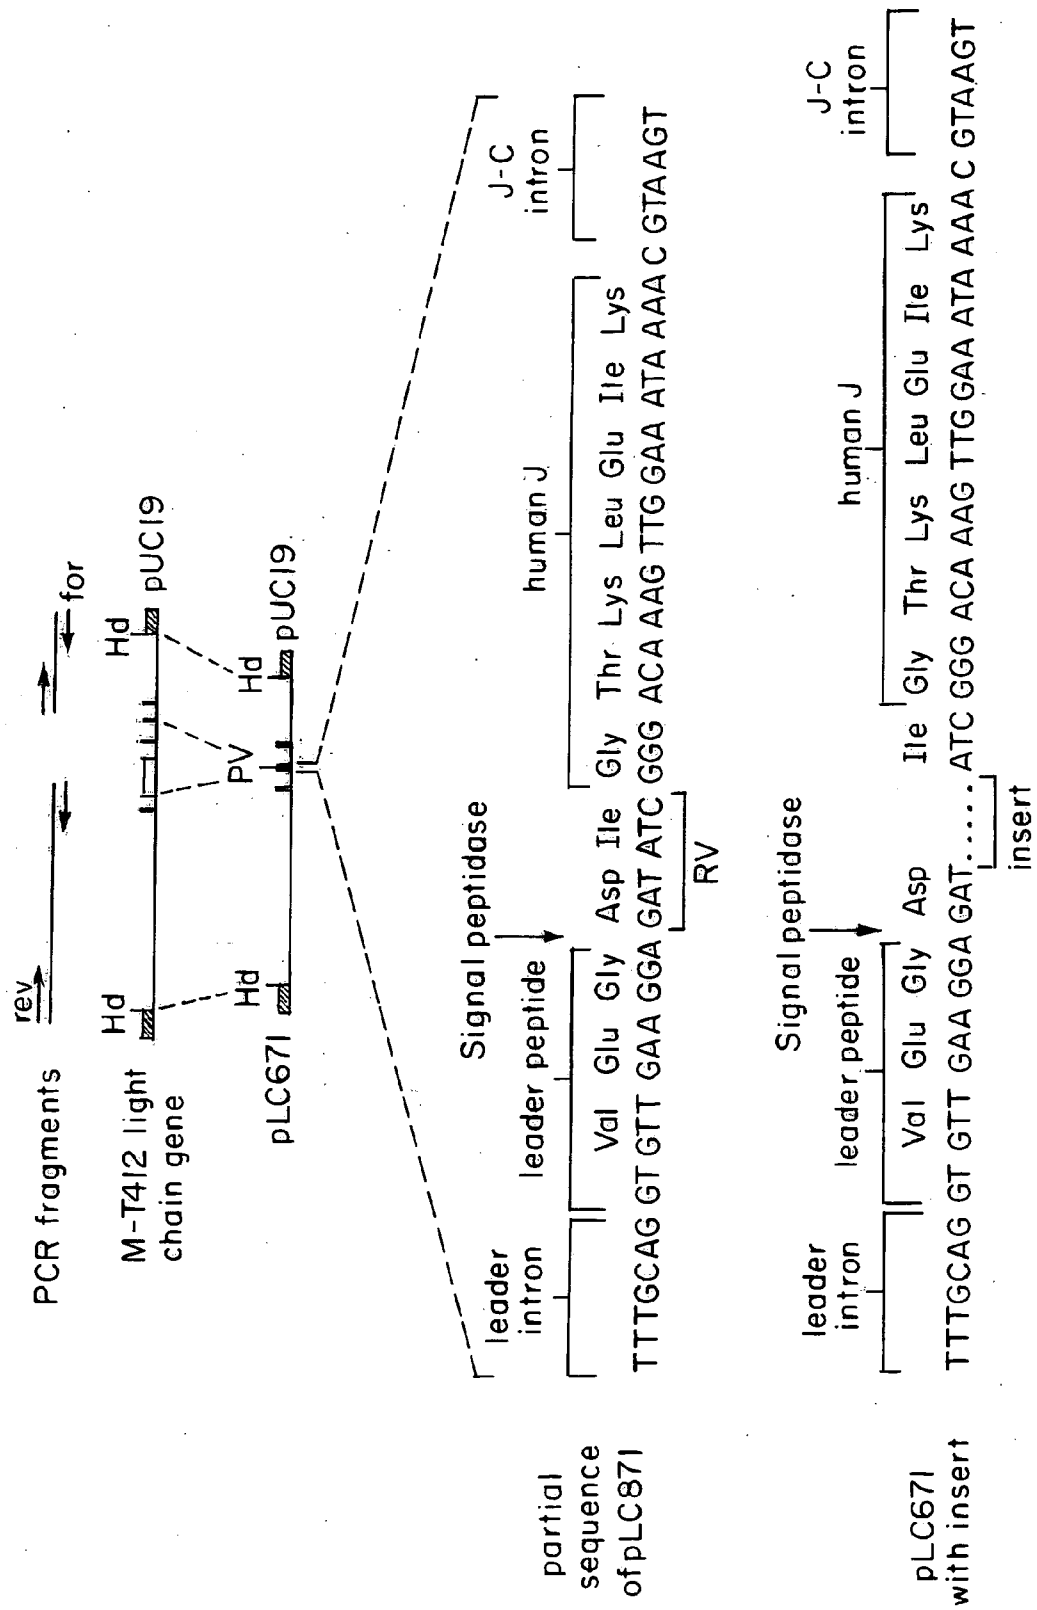 PCR fragments
rev
for
M-T412 light
chain gene
Hd
Hd
pUC19
PV
pLC671
Hd
Hd
pUC19
partial
sequence
ofpLC871
Signal peptidase
leader
intron
leader peptide
human J
J-C
intron
Val Glu Gly Asp Ile Gly Thr Lys Leu Glu Ile Lys
TTTGCAG GT GTT GAA GGA GAT ATC GGG ACA AAG TTG GAA ATA AAA C GTAAGT
RV
pLC671
with insert
Signal peptidase
leader
intron
leader peptide
human J
J-C
intron
Val Glu Gly Asp Ile Gly Thr Lys Leu Glu Ile Lys
TTTGCAG GT GTT GAA GGA GAT..... ATC GGG ACA AAG TTG GAA ATA AAA C GTAAGT
insert